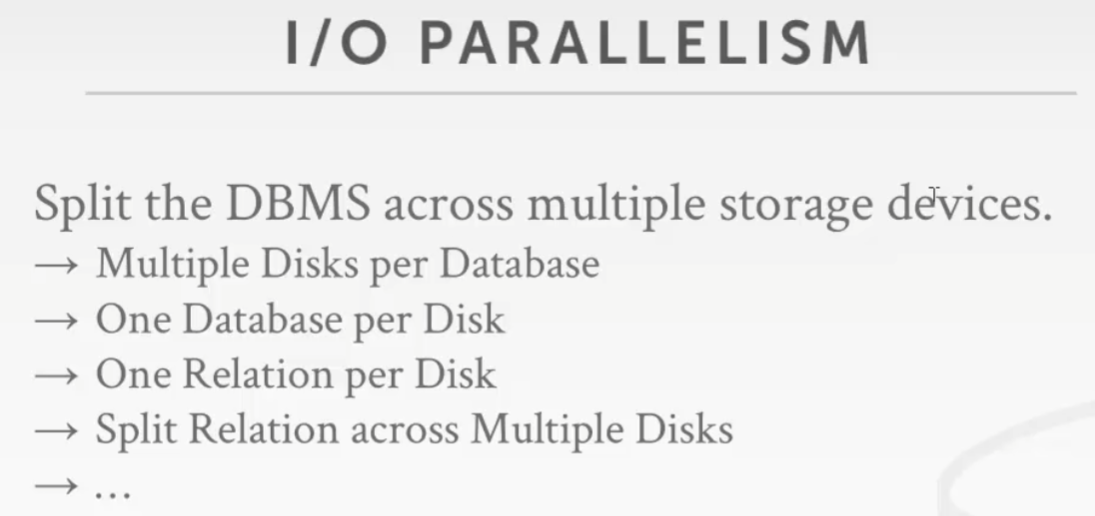 I/O PARALLELISM
Split the DBMS across multiple storage devices.
→ Multiple Disks per Database
→ One Database per Disk
→ One Relation per Disk
→ Split Relation across Multiple Disks
→ ...